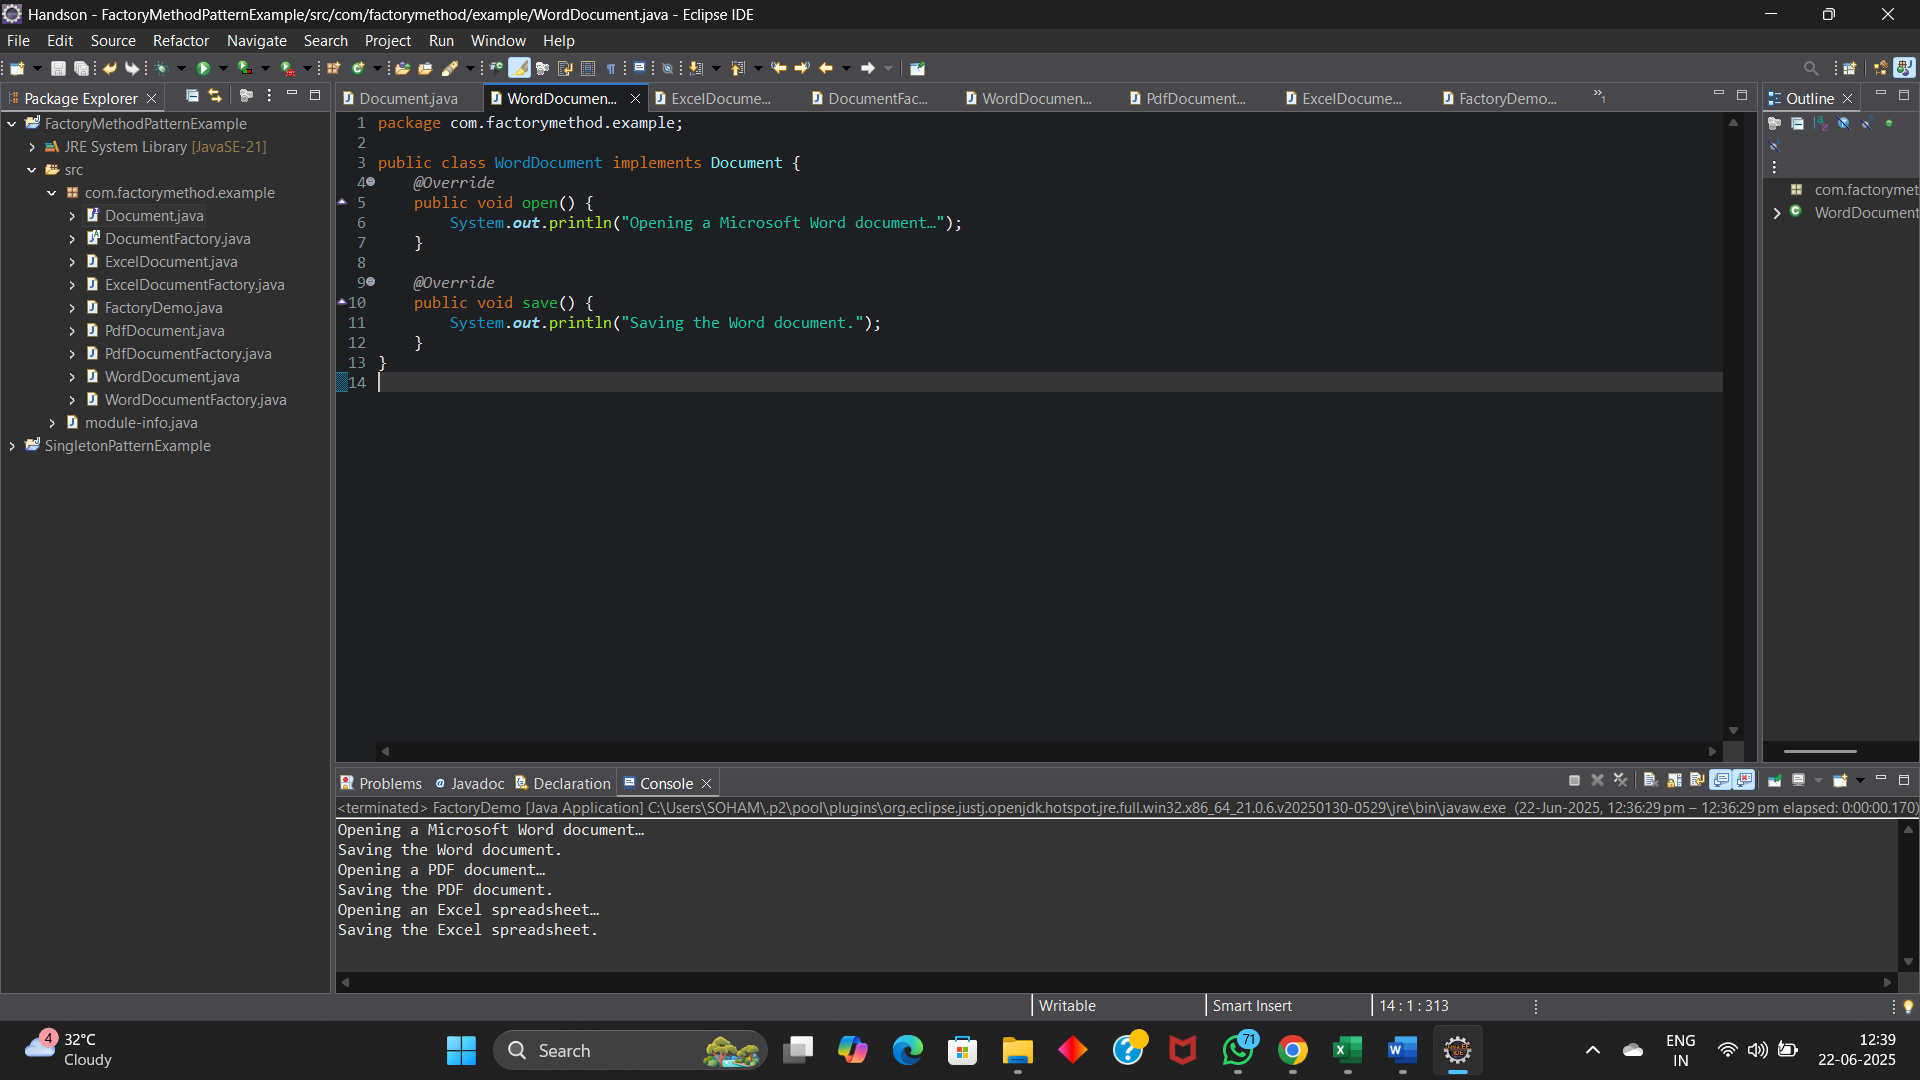 Handson - FactoryMethodPatternExample/src/com/factorymethod/example/WordDocument.java - Eclipse IDE
File Edit Source Refactor Navigate Search Project Run Window Help
Package Explorer
FactoryMethodPatternExample
JRE System Library [JavaSE-21]
src
com.factorymethod.example
Document.java
DocumentFactory.java
ExcelDocument.java
ExcelDocumentFactory.java
FactoryDemo.java
PdfDocument.java
PdfDocumentFactory.java
WordDocument.java
WordDocumentFactory.java
module-info.java
SingletonPatternExample
Document.java WordDocumen... ExcelDocume... DocumentFac... WordDocumen... PdfDocument... ExcelDocume... FactoryDemo... »1
1 package com.factorymethod.example;
2
3 public class WordDocument implements Document {
4 @Override
5 public void open() {
6 System.out.println("Opening a Microsoft Word document…");
7 }
8
9 @Override
10 public void save() {
11 System.out.println("Saving the Word document.");
12 }
13 }
14
Outline
com.factorymet
WordDocument
Problems Javadoc Declaration Console
<terminated> FactoryDemo [Java Application] C:\Users\SOHAM\.p2\pool\plugins\org.eclipse.justj.openjdk.hotspot.jre.full.win32.x86_64_21.0.6.v20250130-0529\jre\bin\javaw.exe (22-Jun-2025, 12:36:29 pm – 12:36:29 pm elapsed: 0:00:00.170)
Opening a Microsoft Word document…
Saving the Word document.
Opening a PDF document…
Saving the PDF document.
Opening an Excel spreadsheet…
Saving the Excel spreadsheet.
Writable Smart Insert 14 : 1 : 313
4
32°C
Cloudy
Search
71
ENG
IN
12:39
22-06-2025